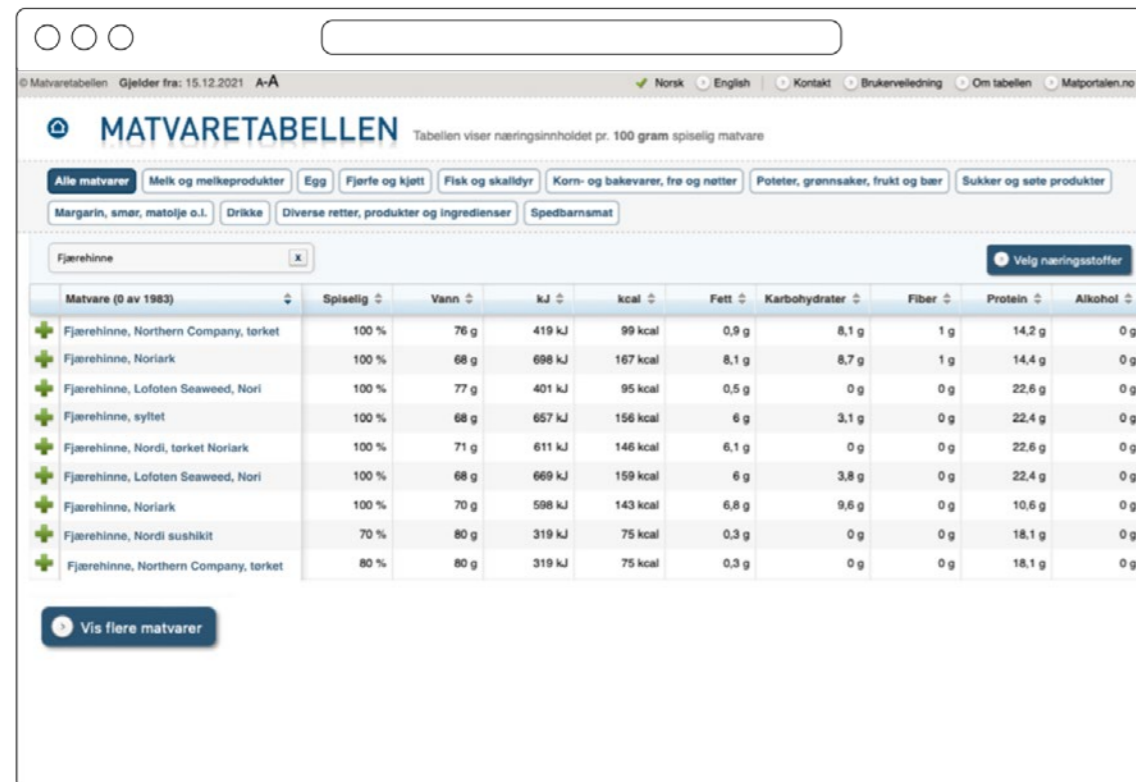 © Matvaretabellen Gjelder fra: 15.12.2021 A-A Norsk English Kontakt Brukerveiledning Om tabellen Matportalen.no
MATVARETABELLEN Tabellen viser næringsinnholdet pr. 100 gram spiselig matvare
Alle matvarer Melk og melkeprodukter Egg Fjørfe og kjøtt Fisk og skalldyr Korn- og bakevarer, frø og nøtter Poteter, grønnsaker, frukt og bær Sukker og søte produkter
Margarin, smør, matolje o.l. Drikke Diverse retter, produkter og ingredienser Spedbarnsmat
Fjærehinne x Velg næringsstoffer
Matvare (0 av 1983) Spiselig Vann kJ kcal Fett Karbohydrater Fiber Protein Alkohol
Fjærehinne, Northern Company, tørket 100 % 76 g 419 kJ 99 kcal 0,9 g 8,1 g 1 g 14,2 g 0 g
Fjærehinne, Noriark 100 % 68 g 698 kJ 167 kcal 8,1 g 8,7 g 1 g 14,4 g 0 g
Fjærehinne, Lofoten Seaweed, Nori 100 % 77 g 401 kJ 95 kcal 0,5 g 0 g 0 g 22,6 g 0 g
Fjærehinne, syltet 100 % 68 g 657 kJ 156 kcal 6 g 3,1 g 0 g 22,4 g 0 g
Fjærehinne, Nordi, tørket Noriark 100 % 71 g 611 kJ 146 kcal 6,1 g 0 g 0 g 22,6 g 0 g
Fjærehinne, Lofoten Seaweed, Nori 100 % 68 g 669 kJ 159 kcal 6 g 3,8 g 0 g 22,4 g 0 g
Fjærehinne, Noriark 100 % 70 g 598 kJ 143 kcal 6,8 g 9,6 g 0 g 10,6 g 0 g
Fjærehinne, Nordi sushikit 70 % 80 g 319 kJ 75 kcal 0,3 g 0 g 0 g 18,1 g 0 g
Fjærehinne, Northern Company, tørket 80 % 80 g 319 kJ 75 kcal 0,3 g 0 g 0 g 18,1 g 0 g
Vis flere matvarer